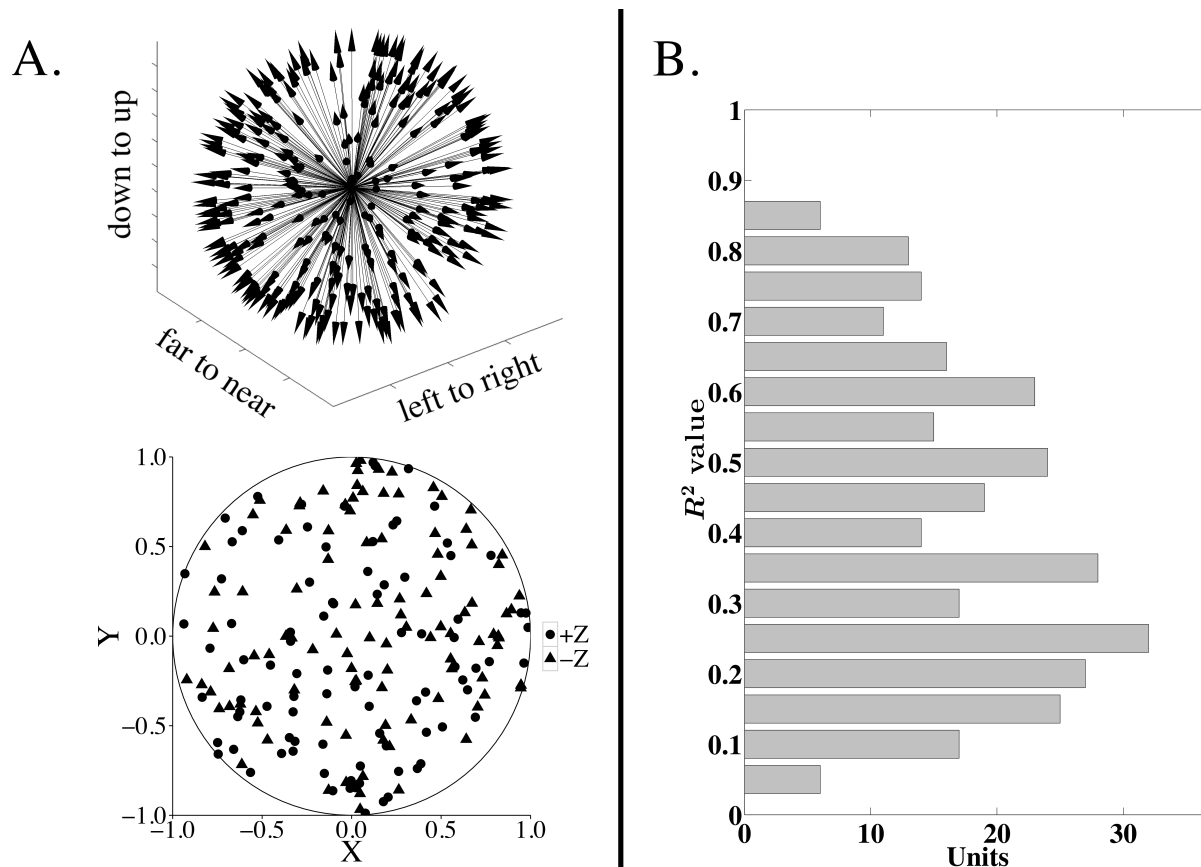 A.
down to up
far to near
left to right
1.0
0.5
0.0
−0.5
−1.0
Y
−1.0
−0.5
0.0
0.5
1.0
X
+Z
−Z
B.
1
0.9
0.8
0.7
0.6
0.5
0.4
0.3
0.2
0.1
0
R² value
0
10
20
30
Units